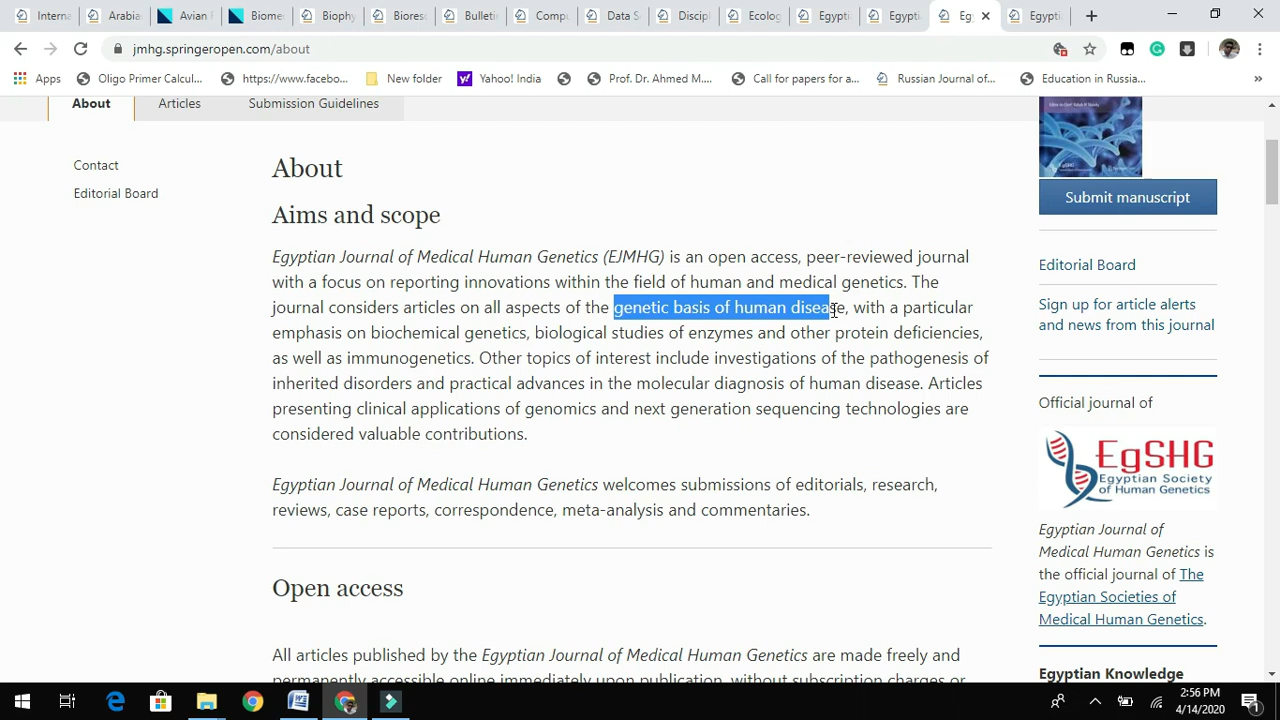 Interna
Arabia
Avian
Biome
Biophy
Biores
Bulleti
Compu
Data S
Discipl
Ecolog
Egypti
Egypti
Eg
Egypti
jmhg.springeropen.com/about
Apps
Oligo Primer Calcul...
https://www.facebo...
New folder
Yahoo! India
Prof. Dr. Ahmed M....
Call for papers for a...
Russian Journal of...
Education in Russia...
About
Articles
Submission Guidelines
Contact
Editorial Board
About
Aims and scope
Egyptian Journal of Medical Human Genetics (EJMHG) is an open access, peer-reviewed journal
with a focus on reporting innovations within the field of human and medical genetics. The
journal considers articles on all aspects of the genetic basis of human disease, with a particular
emphasis on biochemical genetics, biological studies of enzymes and other protein deficiencies,
as well as immunogenetics. Other topics of interest include investigations of the pathogenesis of
inherited disorders and practical advances in the molecular diagnosis of human disease. Articles
presenting clinical applications of genomics and next generation sequencing technologies are
considered valuable contributions.
Egyptian Journal of Medical Human Genetics welcomes submissions of editorials, research,
reviews, case reports, correspondence, meta-analysis and commentaries.
Open access
All articles published by the Egyptian Journal of Medical Human Genetics are made freely and
permanently accessible online immediately upon publication, without subscription charges or
Submit manuscript
Editorial Board
Sign up for article alerts
and news from this journal
Official journal of
EgSHG
Egyptian Society
of Human Genetics
Egyptian Journal of
Medical Human Genetics is
the official journal of The
Egyptian Societies of
Medical Human Genetics.
Egyptian Knowledge
2:56 PM
4/14/2020